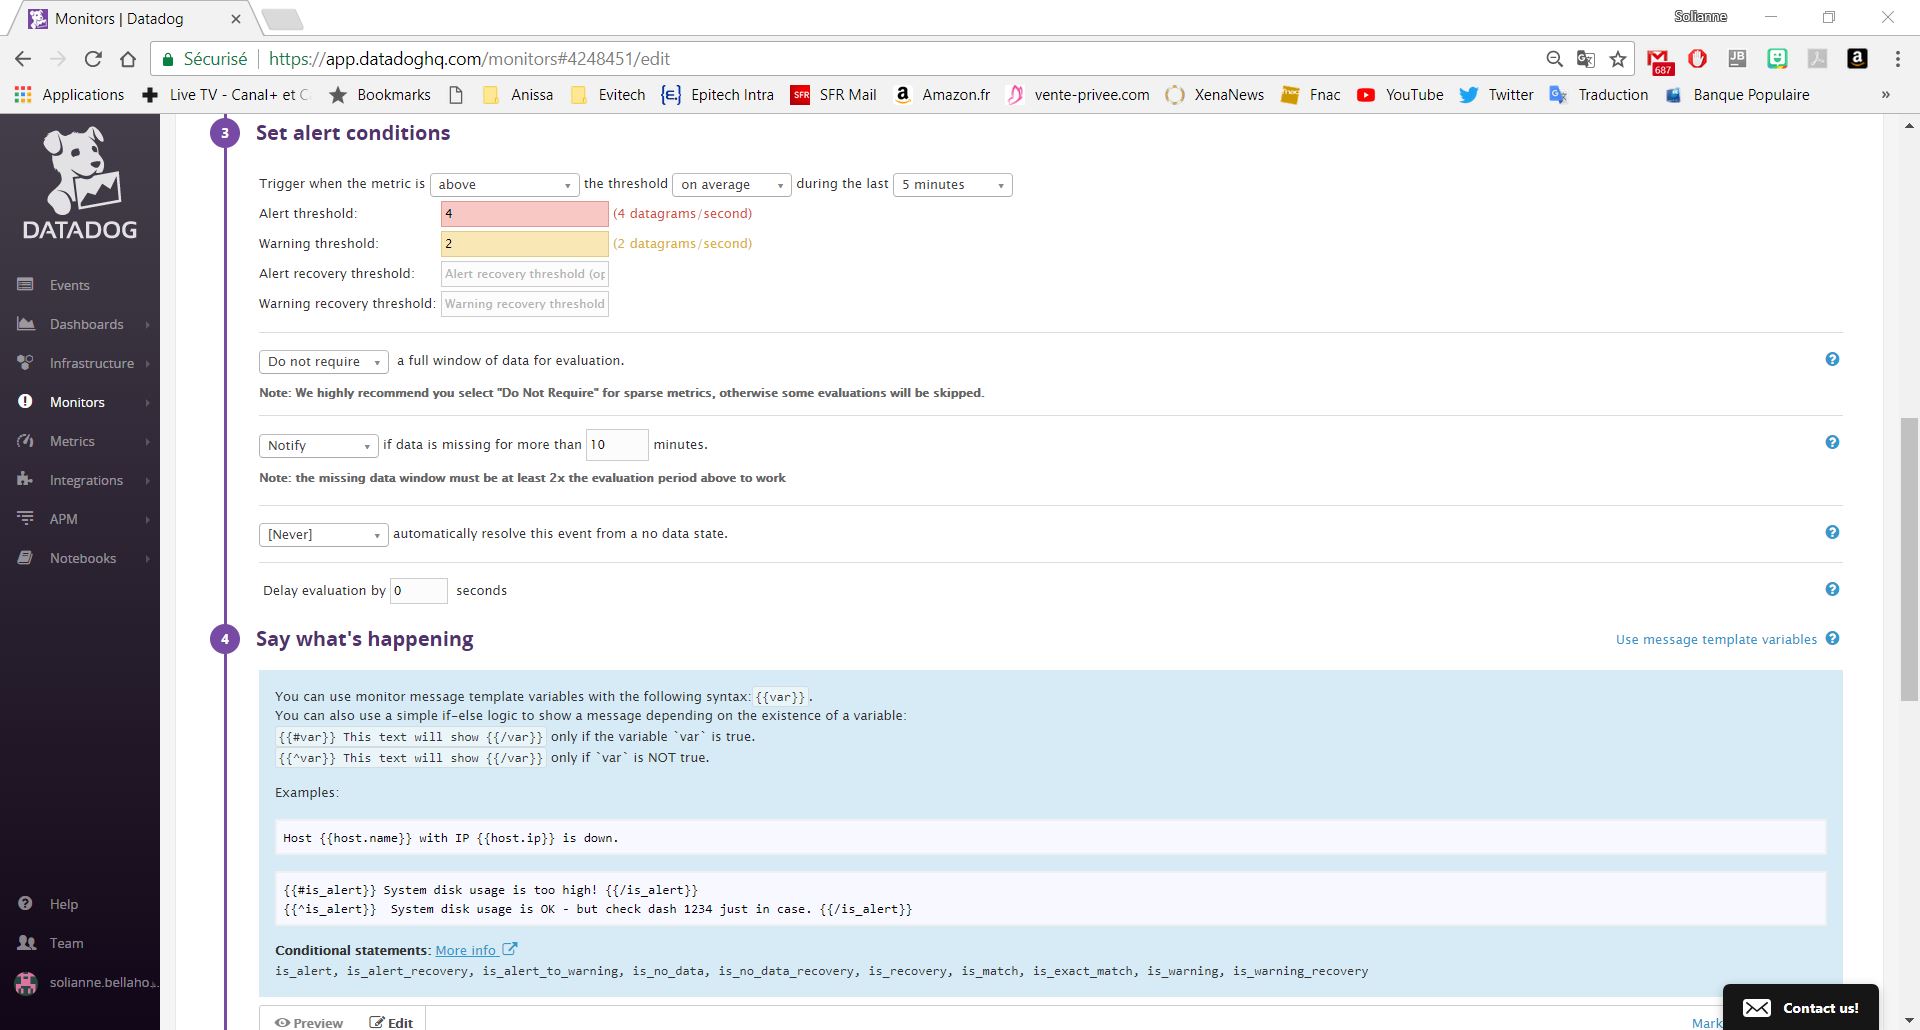 Monitors | Datadog
Solianne
Sécurisé
https://app.datadoghq.com/monitors#4248451/edit
687
JB
Applications
Live TV - Canal+ et C
Bookmarks
Anissa
Evitech
{E.} Epitech Intra
SFR SFR Mail
a Amazon.fr
vente-privee.com
XenaNews
fnac Fnac
YouTube
Twitter
Traduction
Banque Populaire
»
DATADOG
Events
Dashboards
Infrastructure
Monitors
Metrics
Integrations
APM
Notebooks
Help
Team
solianne.bellaho...
3 Set alert conditions
Trigger when the metric is above the threshold on average during the last 5 minutes
Alert threshold: 4 (4 datagrams/second)
Warning threshold: 2 (2 datagrams/second)
Alert recovery threshold: Alert recovery threshold (op
Warning recovery threshold: Warning recovery threshold
Do not require a full window of data for evaluation.
Note: We highly recommend you select "Do Not Require" for sparse metrics, otherwise some evaluations will be skipped.
Notify if data is missing for more than 10 minutes.
Note: the missing data window must be at least 2x the evaluation period above to work
[Never] automatically resolve this event from a no data state.
Delay evaluation by 0 seconds
4 Say what's happening
Use message template variables
You can use monitor message template variables with the following syntax: {{var}}.
You can also use a simple if-else logic to show a message depending on the existence of a variable:
{{#var}} This text will show {{/var}} only if the variable `var` is true.
{{^var}} This text will show {{/var}} only if `var` is NOT true.
Examples:
Host {{host.name}} with IP {{host.ip}} is down.
{{#is_alert}} System disk usage is too high! {{/is_alert}}
{{^is_alert}}  System disk usage is OK - but check dash 1234 just in case. {{/is_alert}}
Conditional statements: More info
is_alert, is_alert_recovery, is_alert_to_warning, is_no_data, is_no_data_recovery, is_recovery, is_match, is_exact_match, is_warning, is_warning_recovery
Preview
Edit
Mark
Contact us!